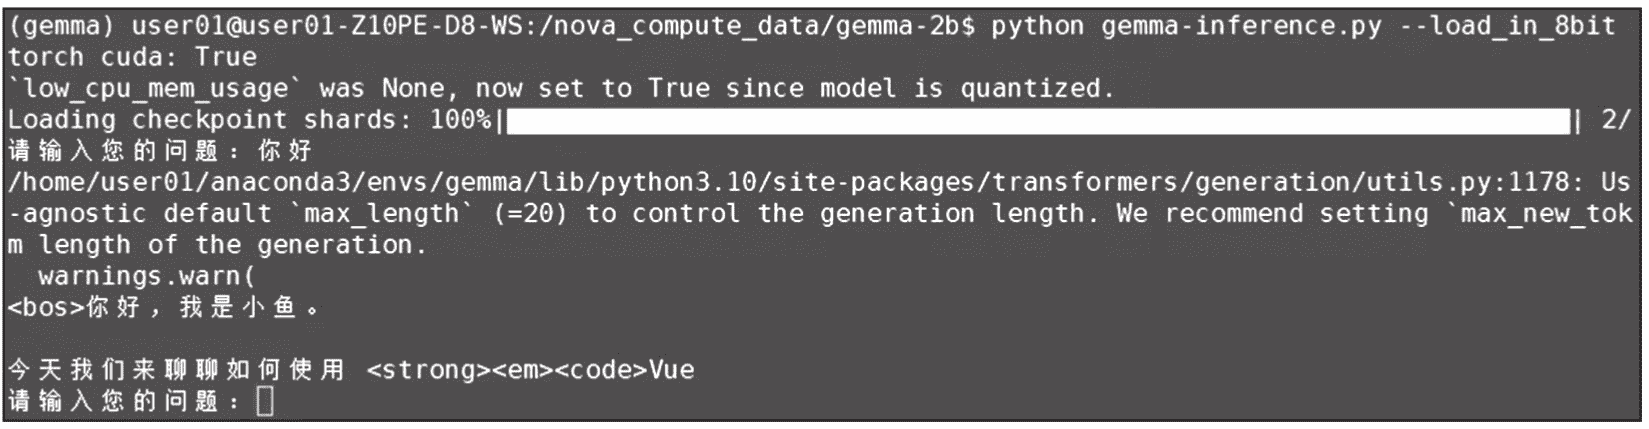 (gemma) user01@user01-Z10PE-D8-WS:/nova_compute_data/gemma-2b$ python gemma-inference.py --load_in_8bit
torch cuda: True
`low_cpu_mem_usage` was None, now set to True since model is quantized.
Loading checkpoint shards: 100%| | 2/
请输入您的问题：你好
/home/user01/anaconda3/envs/gemma/lib/python3.10/site-packages/transformers/generation/utils.py:1178: Us
-agnostic default `max_length` (=20) to control the generation length. We recommend setting `max_new_tok
m length of the generation.
  warnings.warn(
<bos>你好，我是小鱼。
今天我们来聊聊如何使用 <strong><em><code>Vue
请输入您的问题：